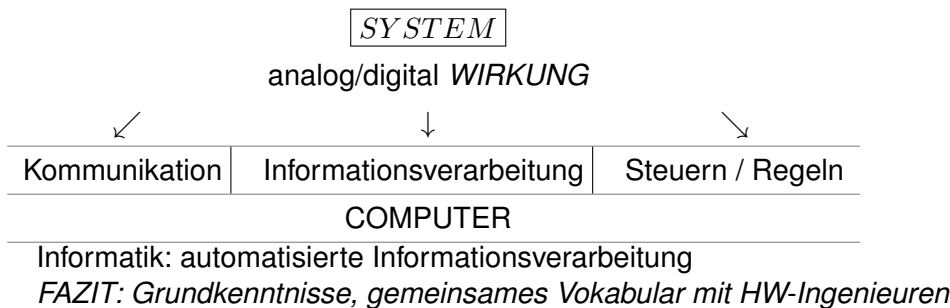 SYSTEM
analog/digital WIRKUNG
↙ ↓ ↘
Kommunikation Informationsverarbeitung Steuern / Regeln
COMPUTER
Informatik: automatisierte Informationsverarbeitung
FAZIT: Grundkenntnisse, gemeinsames Vokabular mit HW-Ingenieuren